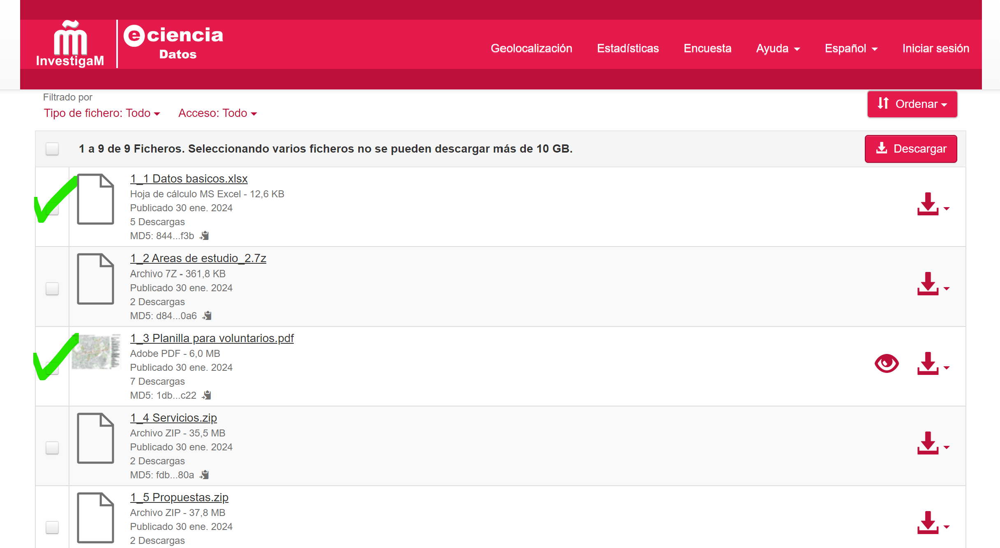 InvestigaM
eciencia
Datos
Geolocalización
Estadísticas
Encuesta
Ayuda
Español
Iniciar sesión
Filtrado por
Tipo de fichero: Todo
Acceso: Todo
Ordenar
1 a 9 de 9 Ficheros. Seleccionando varios ficheros no se pueden descargar más de 10 GB.
Descargar
1_1 Datos basicos.xlsx
Hoja de cálculo MS Excel - 12,6 KB
Publicado 30 ene. 2024
5 Descargas
MD5: 844...f3b
1_2 Areas de estudio_2.7z
Archivo 7Z - 361,8 KB
Publicado 30 ene. 2024
2 Descargas
MD5: d84...0a6
1_3 Planilla para voluntarios.pdf
Adobe PDF - 6,0 MB
Publicado 30 ene. 2024
7 Descargas
MD5: 1db...c22
1_4 Servicios.zip
Archivo ZIP - 35,5 MB
Publicado 30 ene. 2024
2 Descargas
MD5: fdb...80a
1_5 Propuestas.zip
Archivo ZIP - 37,8 MB
Publicado 30 ene. 2024
2 Descargas